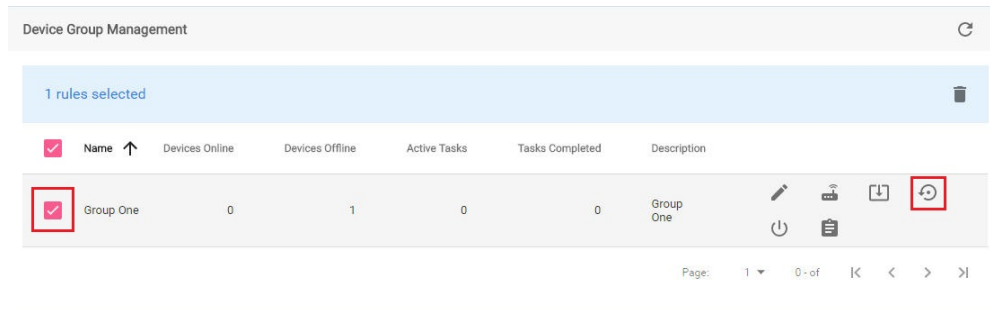 Device Group Management
1 rules selected
Name Devices Online Devices Offline Active Tasks Tasks Completed Description
Group One 0 1 0 0 Group
One
Page: 1 0 - of